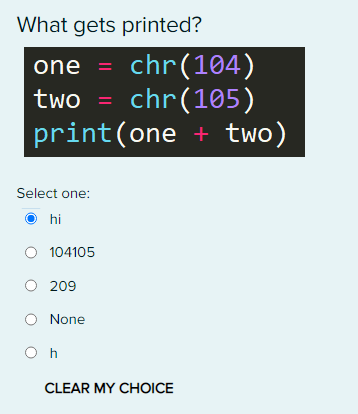 What gets printed?
one = chr(104)
two = chr(105)
print(one + two)
Select one:
hi
104105
209
None
h
CLEAR MY CHOICE